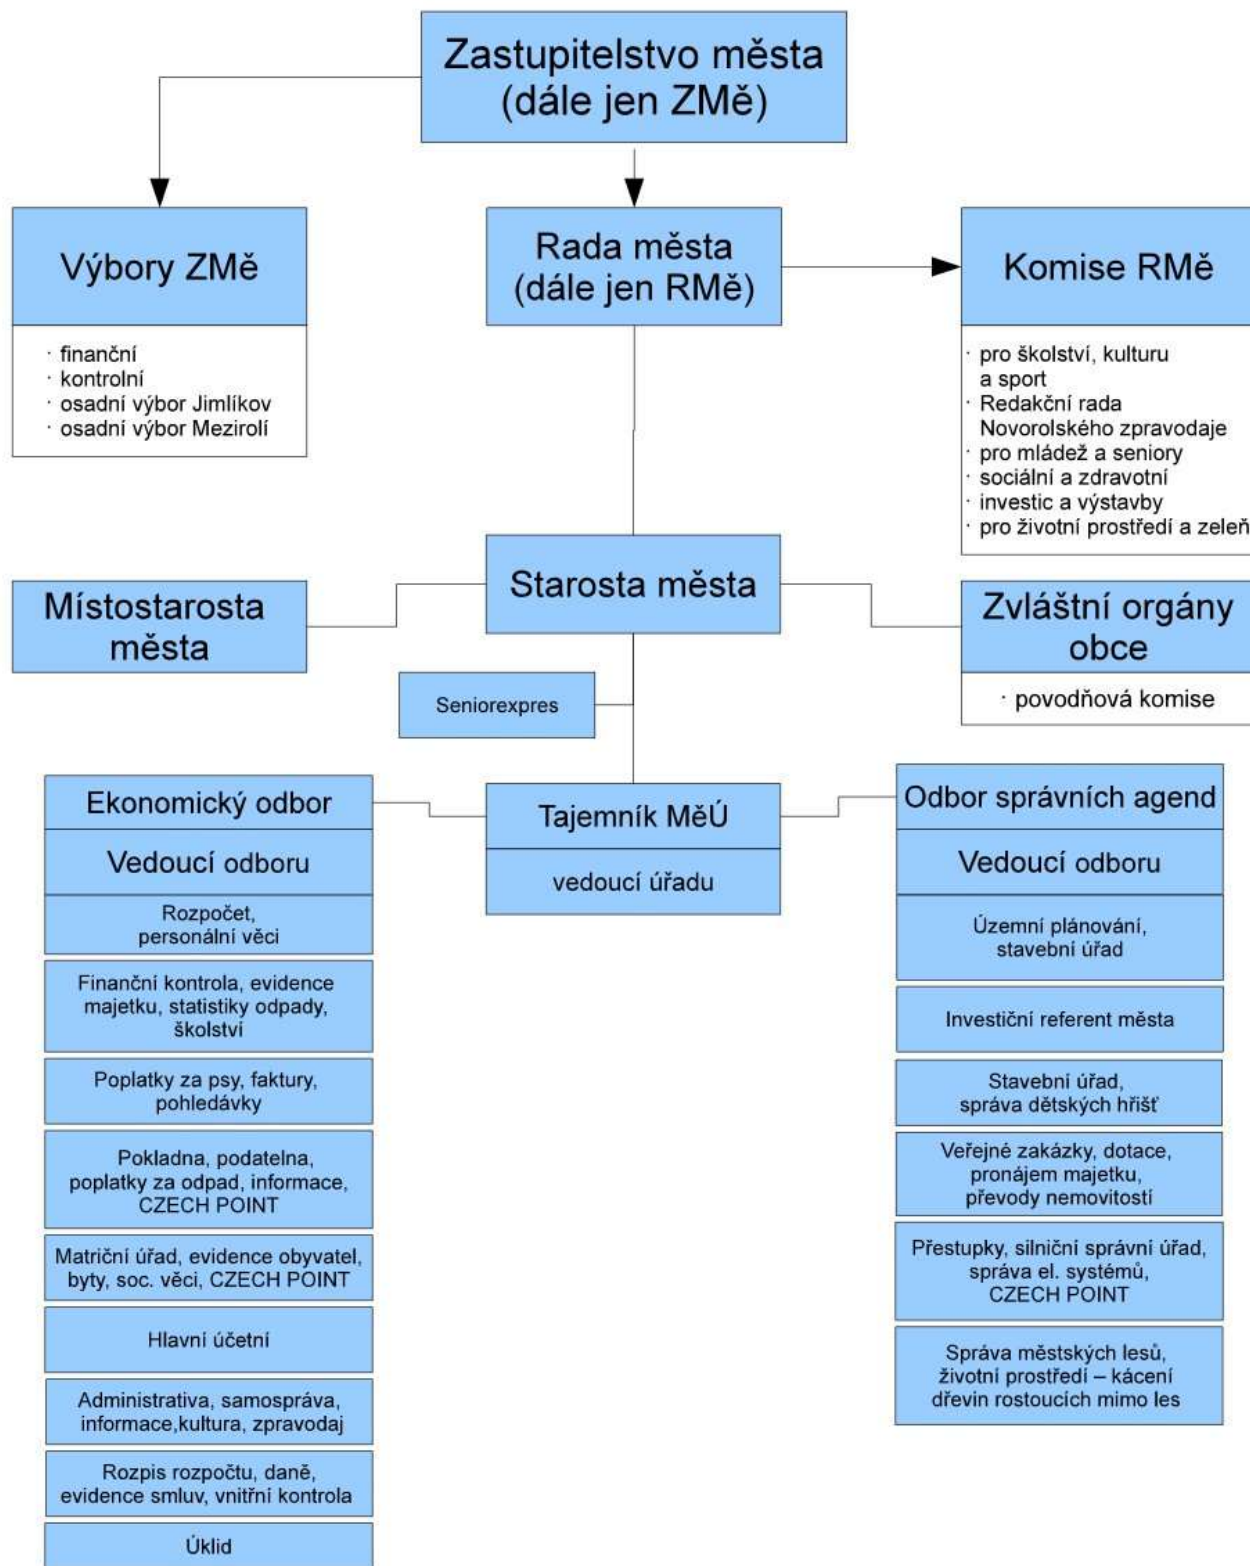 Zastupitelstvo města
(dále jen ZMě)
Výbory ZMě
· finanční
· kontrolní
· osadní výbor Jimlíkov
· osadní výbor Mezirolí
Rada města
(dále jen RMě)
Komise RMě
· pro školství, kulturu
a sport
· Redakční rada
Novorolského zpravodaje
· pro mládež a seniory
· sociální a zdravotní
· investic a výstavby
· pro životní prostředí a zeleň
Starosta města
Místostarosta
města
Zvláštní orgány
obce
· povodňová komise
Seniorexpres
Tajemník MěÚ
vedoucí úřadu
Ekonomický odbor
Vedoucí odboru
Rozpočet,
personální věci
Finanční kontrola, evidence
majetku, statistiky odpady,
školství
Poplatky za psy, faktury,
pohledávky
Pokladna, podatelna,
poplatky za odpad, informace,
CZECH POINT
Matriční úřad, evidence obyvatel,
byty, soc. věci, CZECH POINT
Hlavní účetní
Administrativa, samospráva,
informace,kultura, zpravodaj
Rozpis rozpočtu, daně,
evidence smluv, vnitřní kontrola
Úklid
Odbor správních agend
Vedoucí odboru
Územní plánování,
stavební úřad
Investiční referent města
Stavební úřad,
správa dětských hřišť
Veřejné zakázky, dotace,
pronájem majetku,
převody nemovitostí
Přestupky, silniční správní úřad,
správa el. systémů,
CZECH POINT
Správa městských lesů,
životní prostředí – kácení
dřevin rostoucích mimo les